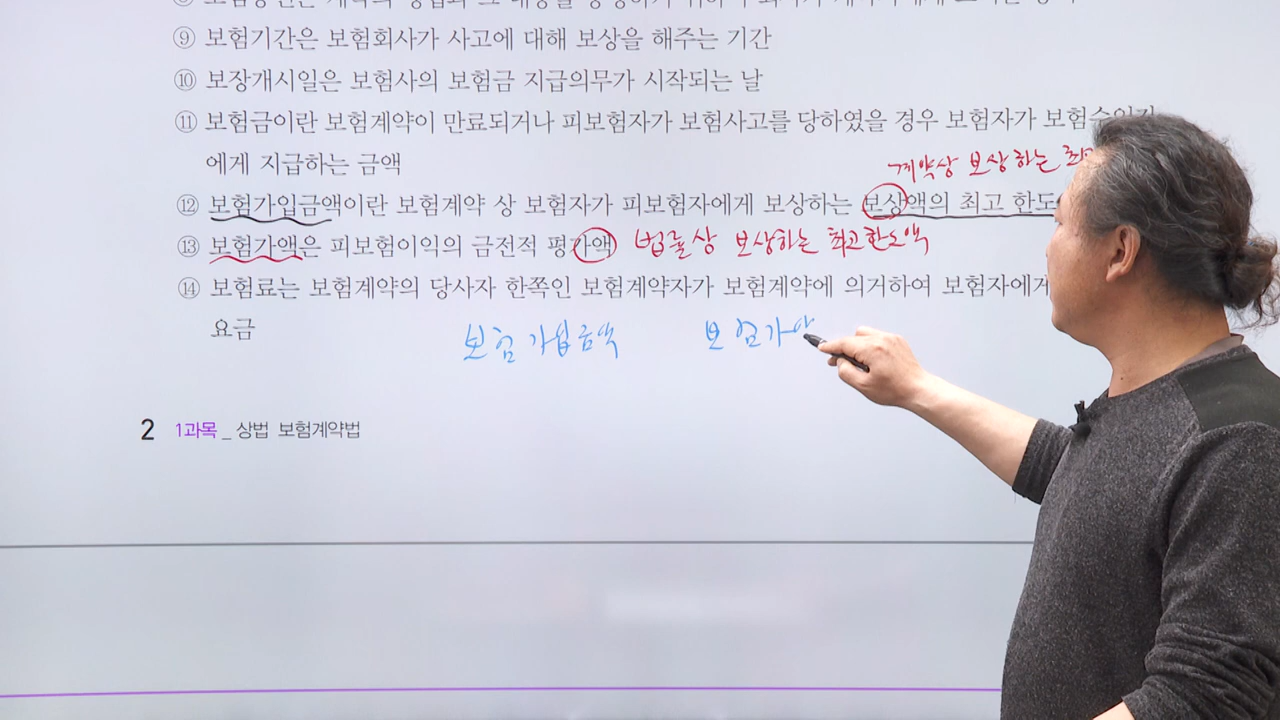 ⑨ 보험기간은 보험회사가 사고에 대해 보상을 해주는 기간
⑩ 보장개시일은 보험사의 보험금 지급의무가 시작되는 날
⑪ 보험금이란 보험계약이 만료되거나 피보험자가 보험사고를 당하였을 경우 보험자가
에게 지급하는 금액
계약상 보상하는
⑫ 보험가입금액이란 보험계약 상 보험자가 피보험자에게 보상하는 보상액의 최고 한도
⑬ 보험가액은 피보험이익의 금전적 평가액 법률상 보상하는 최고한도액
⑭ 보험료는 보험계약의 당사자 한쪽인 보험계약자가 보험계약에 의거하여 보험자에게
요금
보험가입금액 보험가
2 1과목 _ 상법 보험계약법